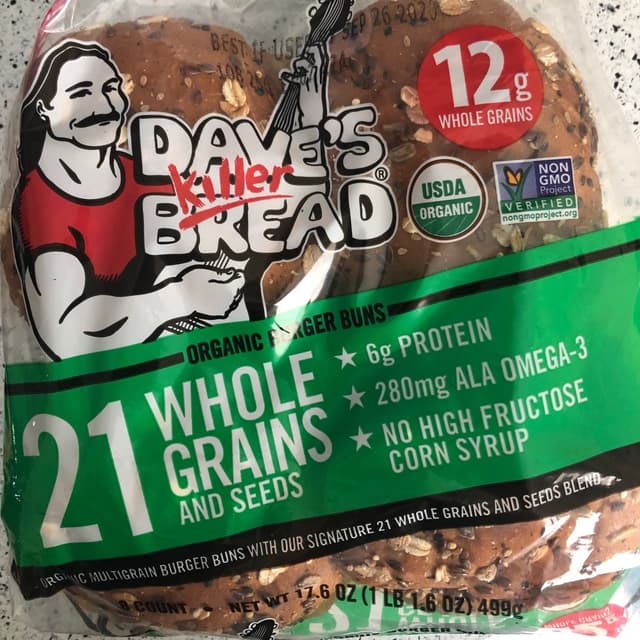 BEST IF USED
SEP 26 2020
12g
WHOLE GRAINS
DAVE'S
Killer
BREAD®
USDA
ORGANIC
NON
GMO
Project
VERIFIED
nongmoproject.org
ORGANIC BURGER BUNS
21
WHOLE
GRAINS
AND SEEDS
★ 6g PROTEIN
★ 280mg ALA OMEGA-3
★ NO HIGH FRUCTOSE
CORN SYRUP
ORGANIC MULTIGRAIN BURGER BUNS WITH OUR SIGNATURE 21 WHOLE GRAINS AND SEEDS BLEND
8 COUNT • NET WT 17.6 OZ (1 LB 1.6 OZ) 499g